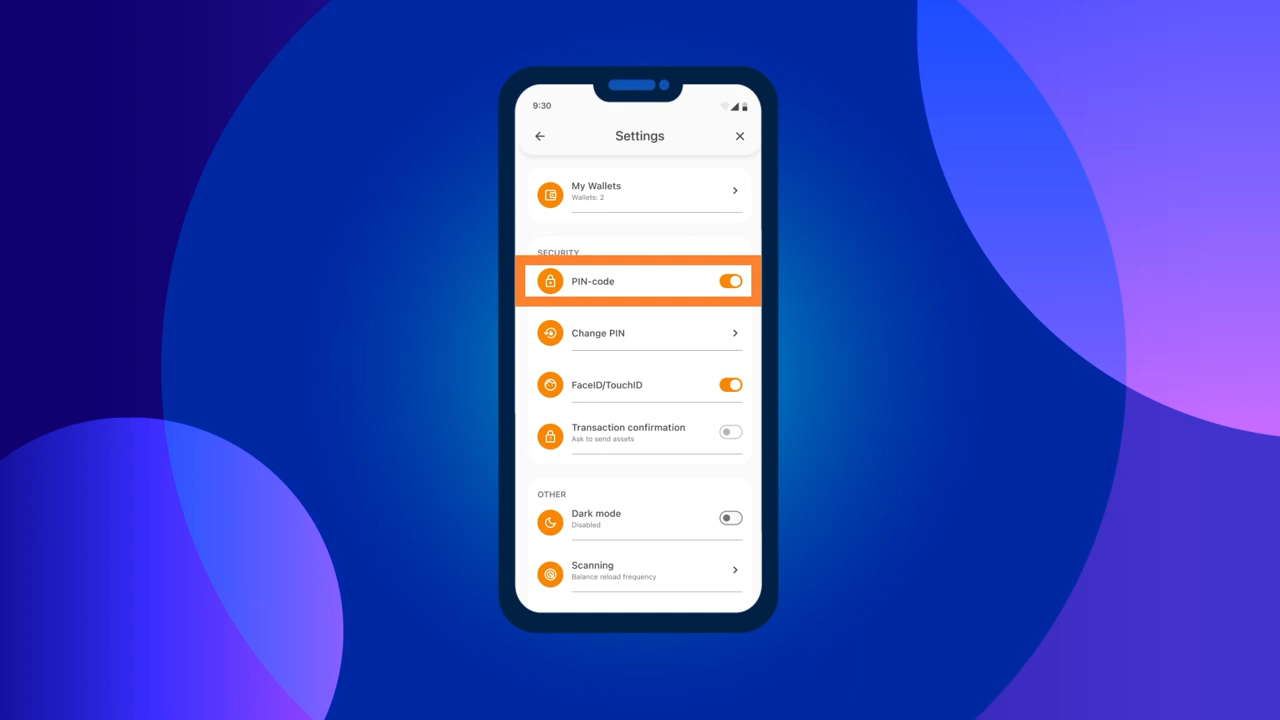 9:30
Settings
My Wallets
Wallets: 2
SECURITY
PIN-code
Change PIN
FaceID/TouchID
Transaction confirmation
Ask to send assets
OTHER
Dark mode
Disabled
Scanning
Balance reload frequency